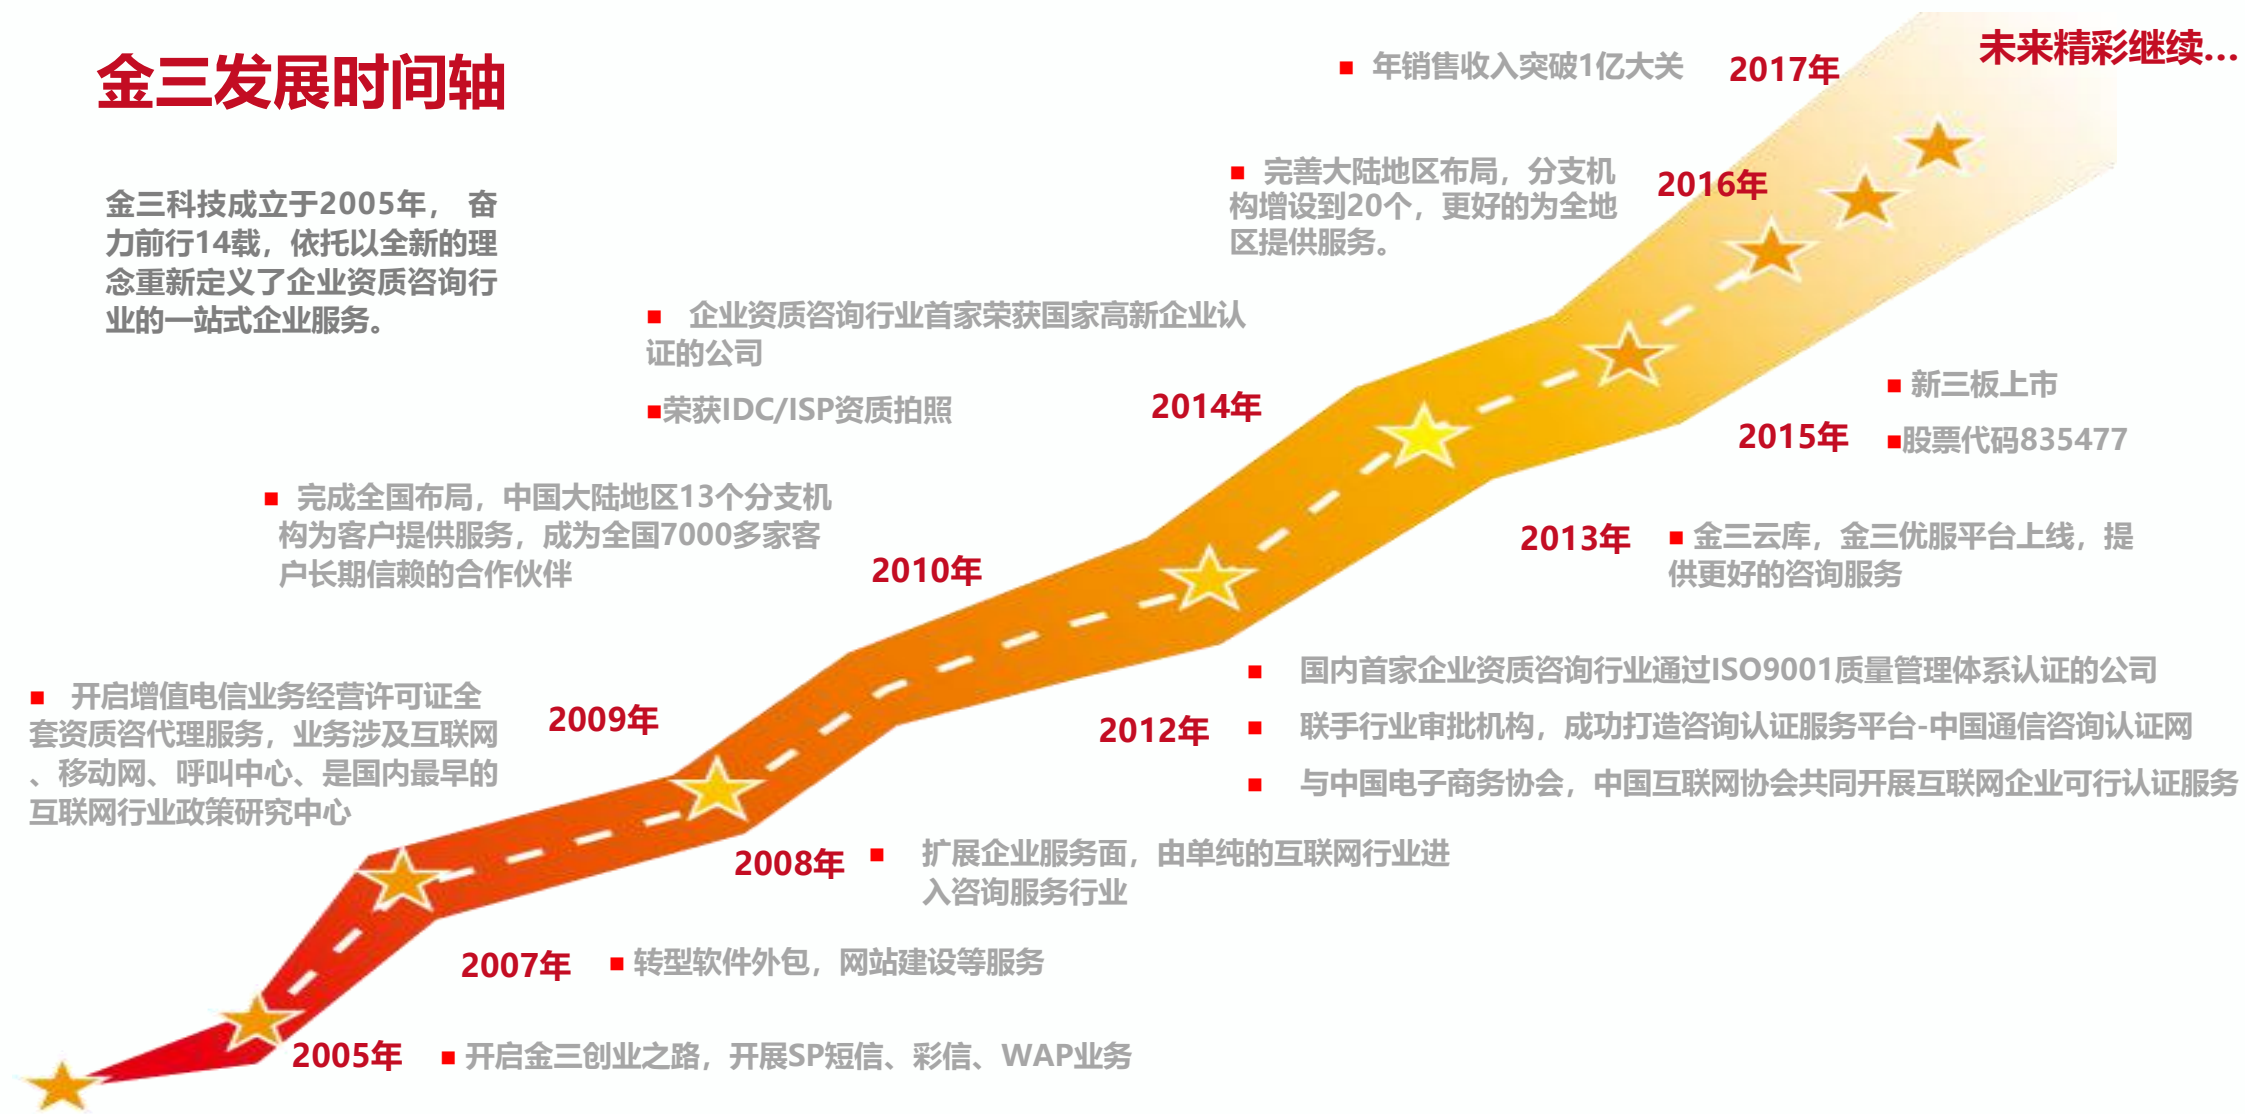 金三发展时间轴
未来精彩继续...
■ 年销售收入突破1亿大关
2017年
■ 完善大陆地区布局，分支机
构增设到20个，更好的为全地
区提供服务。
2016年
金三科技成立于2005年， 奋
力前行14载，依托以全新的理
念重新定义了企业资质咨询行
业的一站式企业服务。
■ 企业资质咨询行业首家荣获国家高新企业认
证的公司
■荣获IDC/ISP资质拍照
2014年
■ 新三板上市
■股票代码835477
2015年
■ 完成全国布局，中国大陆地区13个分支机
构为客户提供服务，成为全国7000多家客
户长期信赖的合作伙伴
2010年
2013年
■ 金三云库，金三优服平台上线，提
供更好的咨询服务
■ 开启增值电信业务经营许可证全
套资质咨代理服务，业务涉及互联网
、移动网、呼叫中心、是国内最早的
互联网行业政策研究中心
2009年
2012年
■ 国内首家企业资质咨询行业通过ISO9001质量管理体系认证的公司
■ 联手行业审批机构，成功打造咨询认证服务平台-中国通信咨询认证网
■ 与中国电子商务协会，中国互联网协会共同开展互联网企业可行认证服务
2008年
■ 扩展企业服务面，由单纯的互联网行业进
入咨询服务行业
2007年
■ 转型软件外包，网站建设等服务
2005年
■ 开启金三创业之路，开展SP短信、彩信、WAP业务